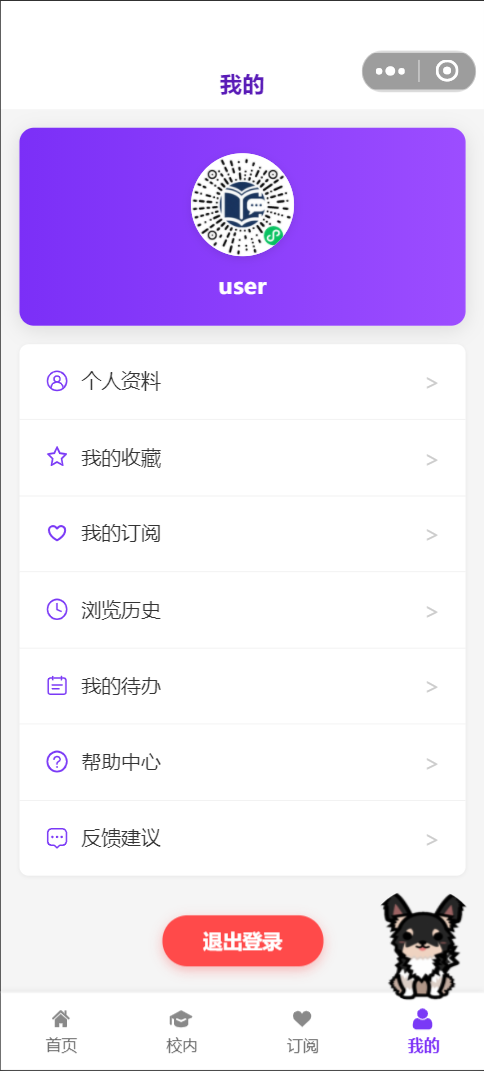 我的
user
个人资料
>
我的收藏
>
我的订阅
>
浏览历史
>
我的待办
>
帮助中心
>
反馈建议
>
退出登录
首页
校内
订阅
我的